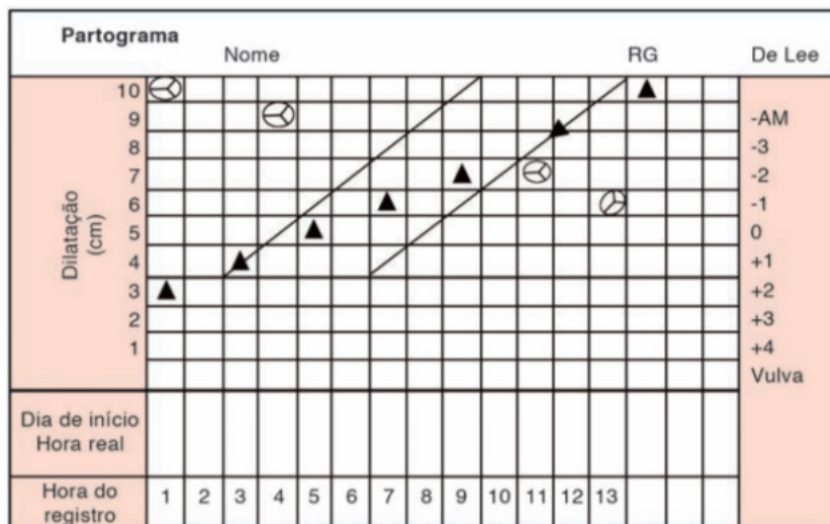 Partograma
Nome RG De Lee
10
9 -AM
8 -3
7 -2
6 -1
5 0
4 +1
3 +2
2 +3
1 +4
Vulva
Dilatação
(cm)
Dia de início
Hora real
Hora do
registro
1 2 3 4 5 6 7 8 9 10 11 12 13